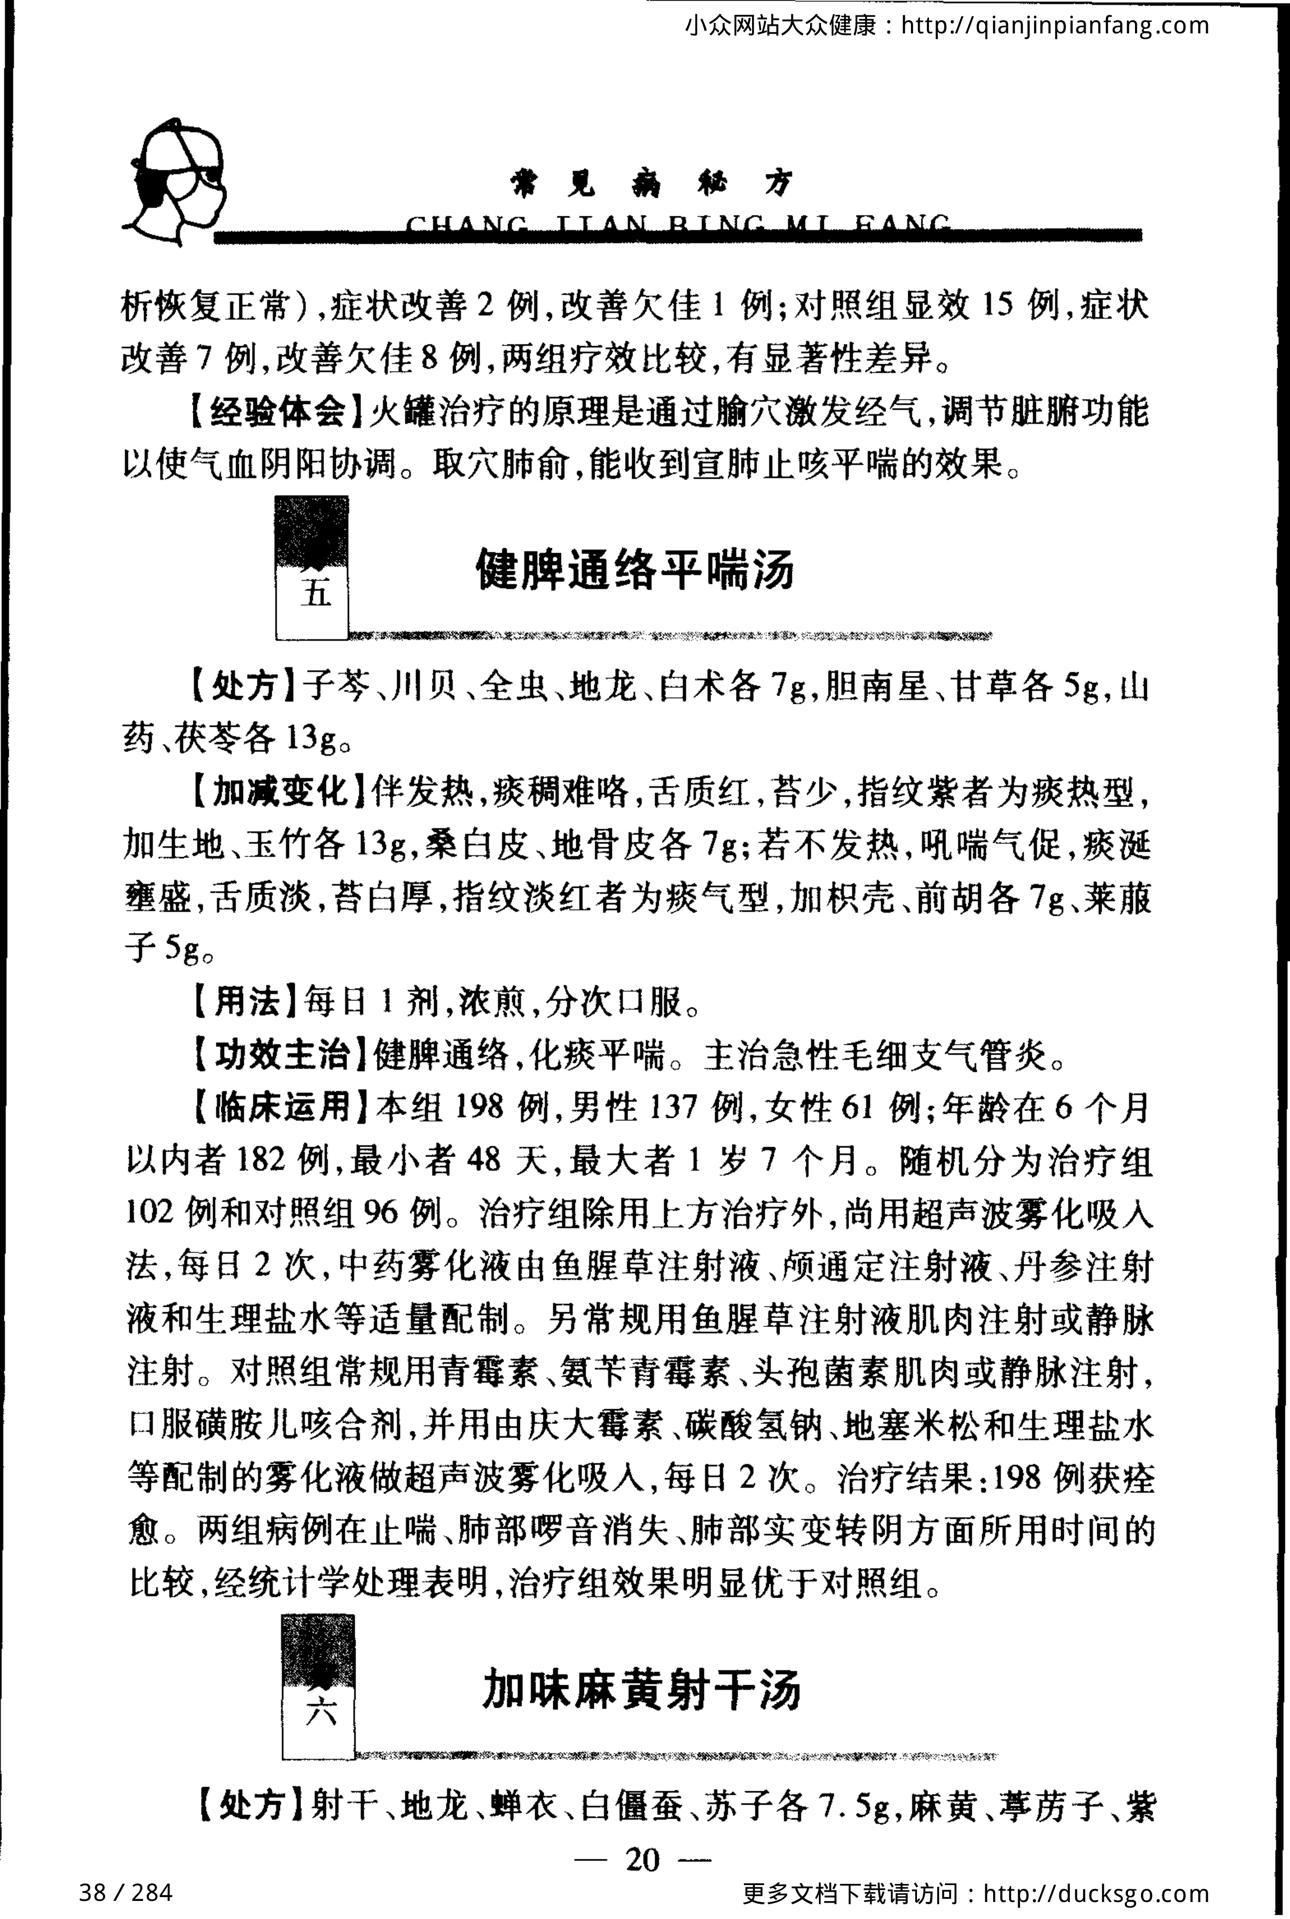 小众网站大众健康：http://qianjinpianfang.com
常见病秘方
CHANG JIAN BING MI FANG
析恢复正常),症状改善2例,改善欠佳1例;对照组显效15例,症状
改善7例,改善欠佳8例,两组疗效比较,有显著性差异。
【经验体会】火罐治疗的原理是通过腧穴激发经气,调节脏腑功能
以使气血阴阳协调。取穴肺俞,能收到宣肺止咳平喘的效果。
五
健脾通络平喘汤
【处方】子芩、川贝、全虫、地龙、白术各7g,胆南星、甘草各5g,山
药、茯苓各13g。
【加减变化】伴发热,痰稠难咯,舌质红,苔少,指纹紫者为痰热型,
加生地、玉竹各13g,桑白皮、地骨皮各7g;若不发热,吼喘气促,痰涎
壅盛,舌质淡,苔白厚,指纹淡红者为痰气型,加枳壳、前胡各7g、莱菔
子5g。
【用法】每日1剂,浓煎,分次口服。
【功效主治】健脾通络,化痰平喘。主治急性毛细支气管炎。
【临床运用】本组198例,男性137例,女性61例;年龄在6个月
以内者182例,最小者48天,最大者1岁7个月。随机分为治疗组
102例和对照组96例。治疗组除用上方治疗外,尚用超声波雾化吸入
法,每日2次,中药雾化液由鱼腥草注射液、颅通定注射液、丹参注射
液和生理盐水等适量配制。另常规用鱼腥草注射液肌肉注射或静脉
注射。对照组常规用青霉素、氨苄青霉素、头孢菌素肌肉或静脉注射,
口服磺胺儿咳合剂,并用由庆大霉素、碳酸氢钠、地塞米松和生理盐水
等配制的雾化液做超声波雾化吸入,每日2次。治疗结果:198例获痊
愈。两组病例在止喘、肺部啰音消失、肺部实变转阴方面所用时间的
比较,经统计学处理表明,治疗组效果明显优于对照组。
六
加味麻黄射干汤
【处方】射干、地龙、蝉衣、白僵蚕、苏子各7.5g,麻黄、葶苈子、紫
— 20 —
38 / 284
更多文档下载请访问：http://ducksgo.com